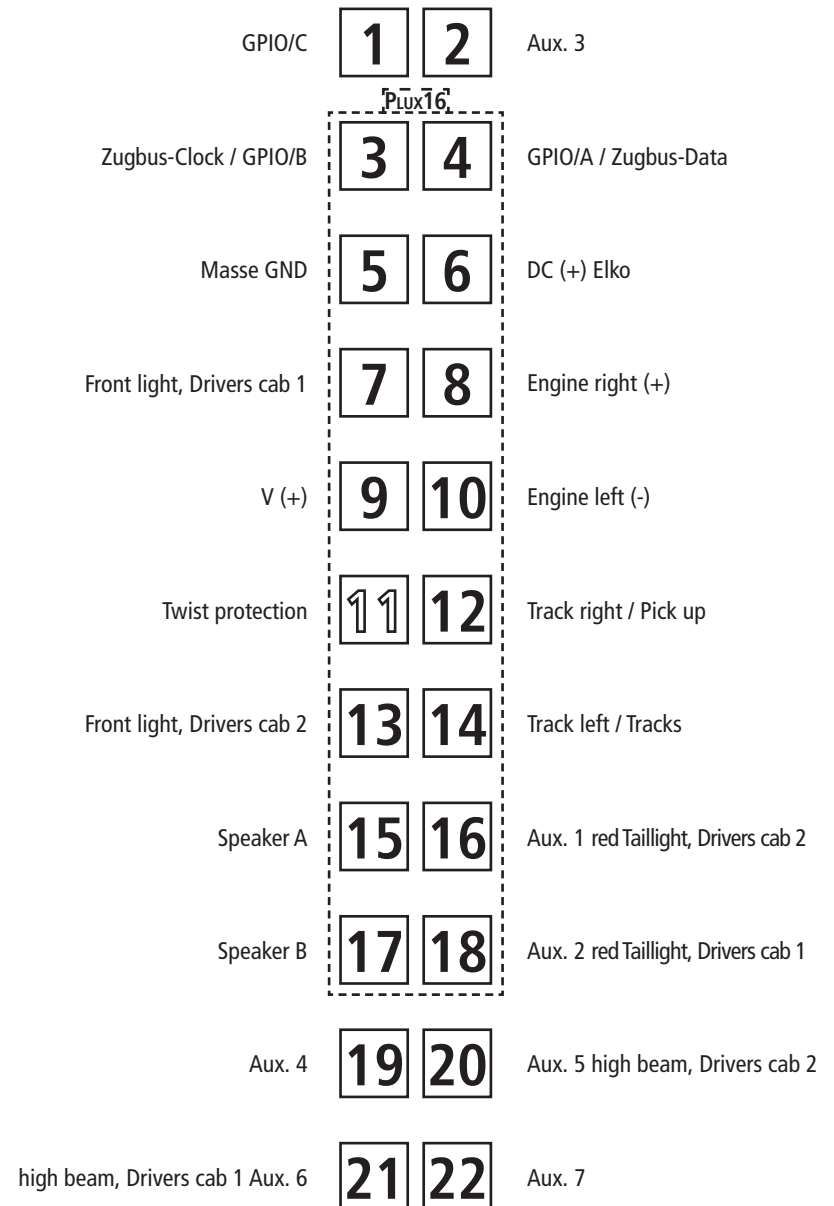 GPIO/C 1 2 Aux. 3
PLUX16
Zugbus-Clock / GPIO/B 3 4 GPIO/A / Zugbus-Data
Masse GND 5 6 DC (+) Elko
Front light, Drivers cab 1 7 8 Engine right (+)
V (+) 9 10 Engine left (-)
Twist protection 11 12 Track right / Pick up
Front light, Drivers cab 2 13 14 Track left / Tracks
Speaker A 15 16 Aux. 1 red Taillight, Drivers cab 2
Speaker B 17 18 Aux. 2 red Taillight, Drivers cab 1
Aux. 4 19 20 Aux. 5 high beam, Drivers cab 2
high beam, Drivers cab 1 Aux. 6 21 22 Aux. 7